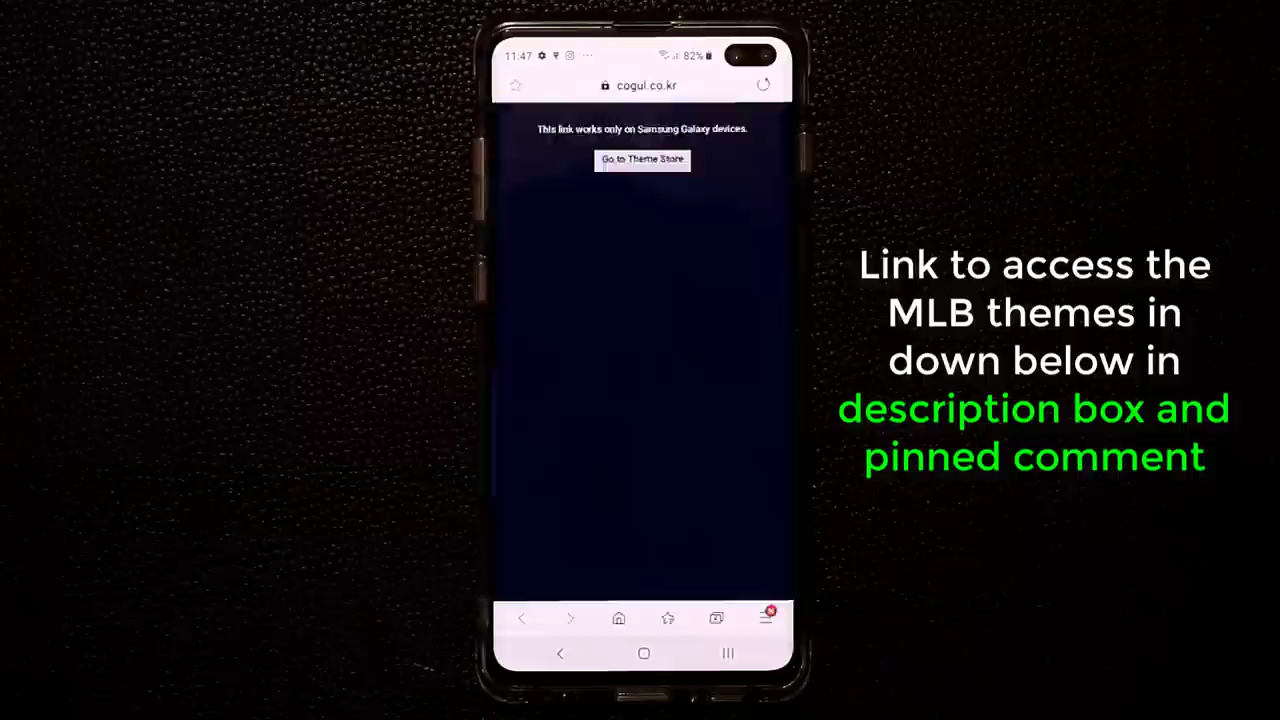 11:47
82%
cogul.co.kr
This link works only on Samsung Galaxy devices.
Go to Theme Store
N
Link to access the
MLB themes in
down below in
description box and
pinned comment